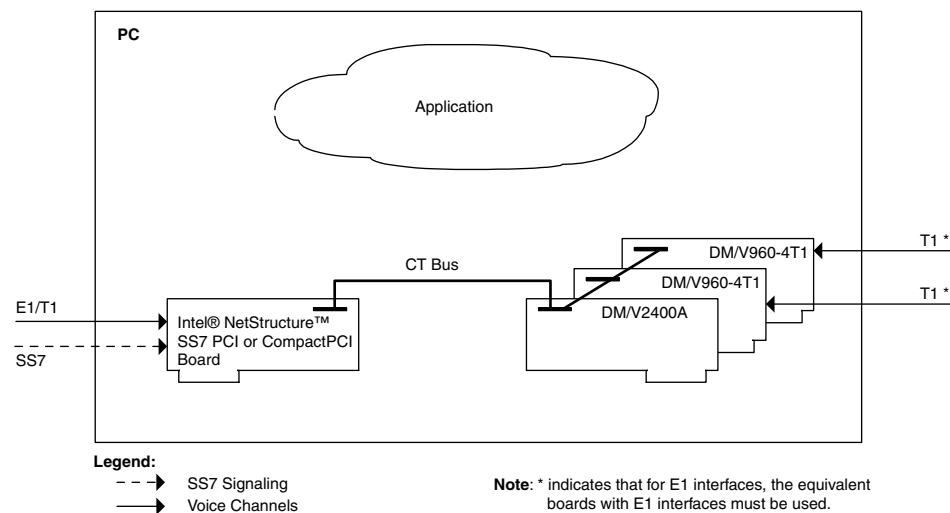 PC
Application
CT Bus
DM/V960-4T1
T1 *
DM/V960-4T1
T1 *
DM/V2400A
E1/T1
SS7
Intel® NetStructure™
SS7 PCI or CompactPCI
Board
Legend:
SS7 Signaling
Voice Channels
Note: * indicates that for E1 interfaces, the equivalent
boards with E1 interfaces must be used.